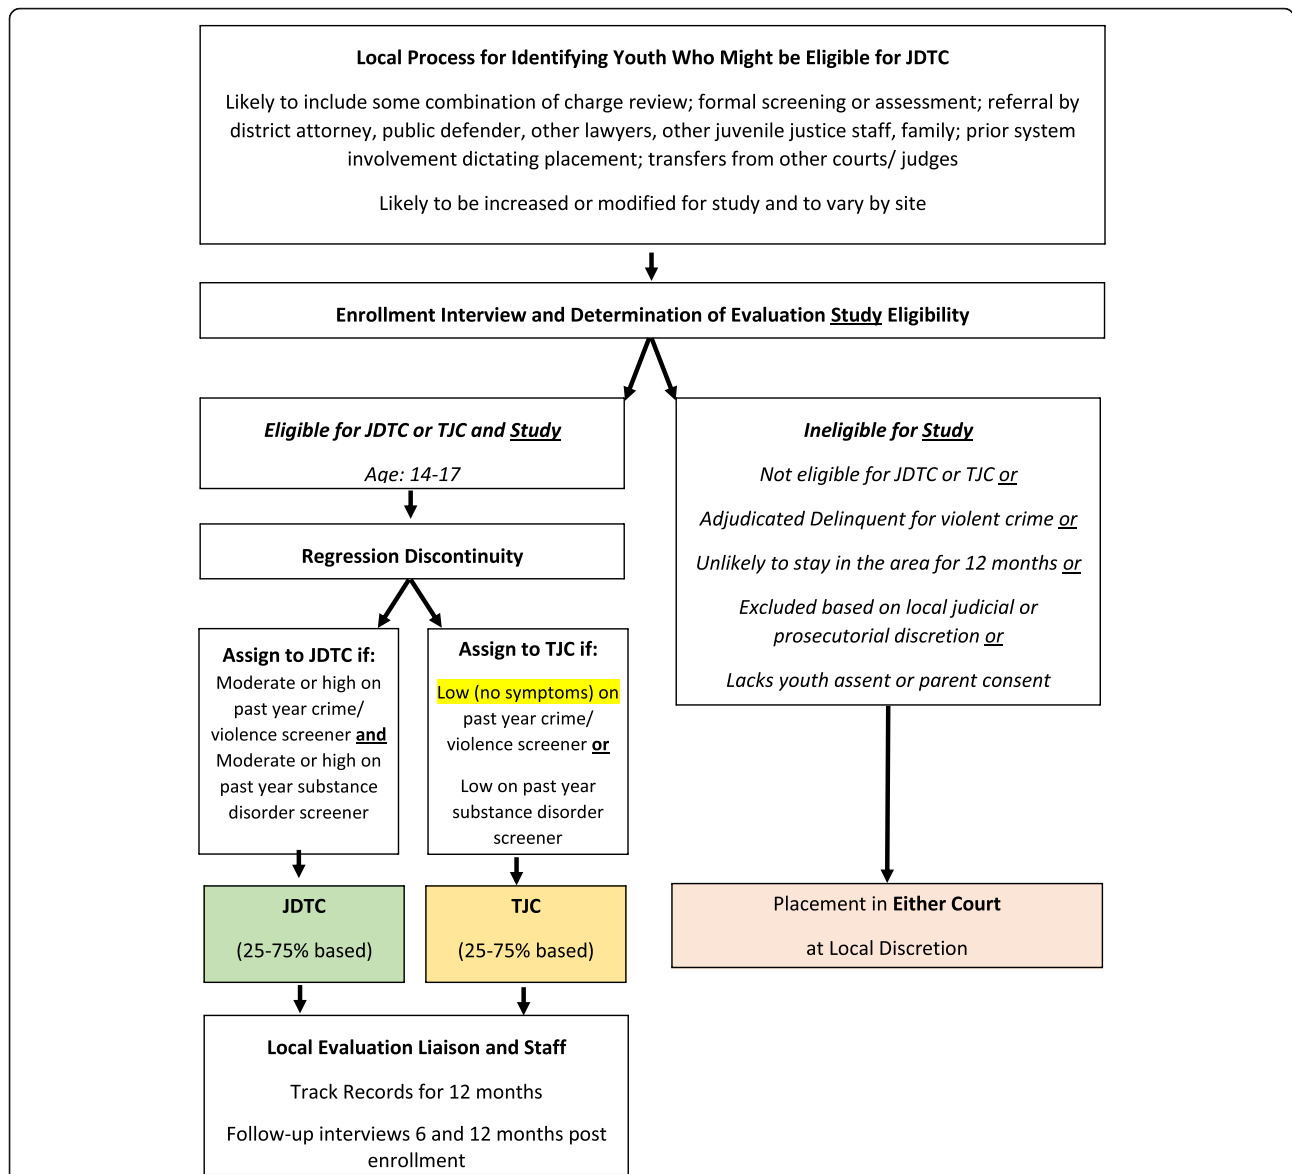 Local Process for Identifying Youth Who Might be Eligible for JDTC
Likely to include some combination of charge review; formal screening or assessment; referral by
district attorney, public defender, other lawyers, other juvenile justice staff, family; prior system
involvement dictating placement; transfers from other courts/ judges
Likely to be increased or modified for study and to vary by site
Enrollment Interview and Determination of Evaluation Study Eligibility
Eligible for JDTC or TJC and Study
Age: 14-17
Regression Discontinuity
Assign to JDTC if:
Moderate or high on
past year crime/
violence screener and
Moderate or high on
past year substance
disorder screener
Assign to TJC if:
Low (no symptoms) on
past year crime/
violence screener or
Low on past year
substance disorder
screener
Ineligible for Study
Not eligible for JDTC or TJC or
Adjudicated Delinquent for violent crime or
Unlikely to stay in the area for 12 months or
Excluded based on local judicial or
prosecutorial discretion or
Lacks youth assent or parent consent
JDTC
(25-75% based)
TJC
(25-75% based)
Placement in Either Court
at Local Discretion
Local Evaluation Liaison and Staff
Track Records for 12 months
Follow-up interviews 6 and 12 months post
enrollment